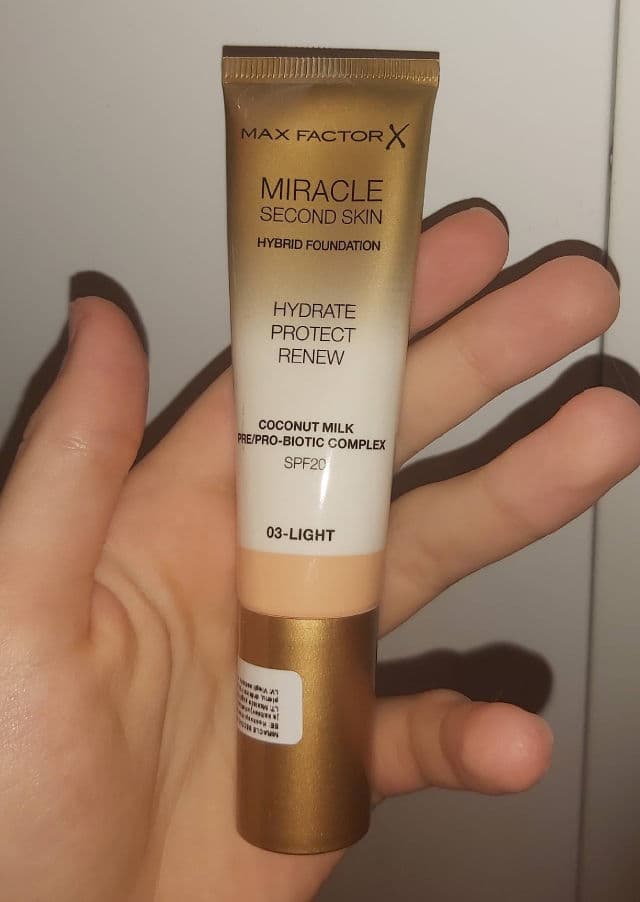 MAX FACTOR X
MIRACLE
SECOND SKIN
HYBRID FOUNDATION
HYDRATE
PROTECT
RENEW
COCONUT MILK
PRE/PRO-BIOTIC COMPLEX
SPF20
03-LIGHT
MIRACLE